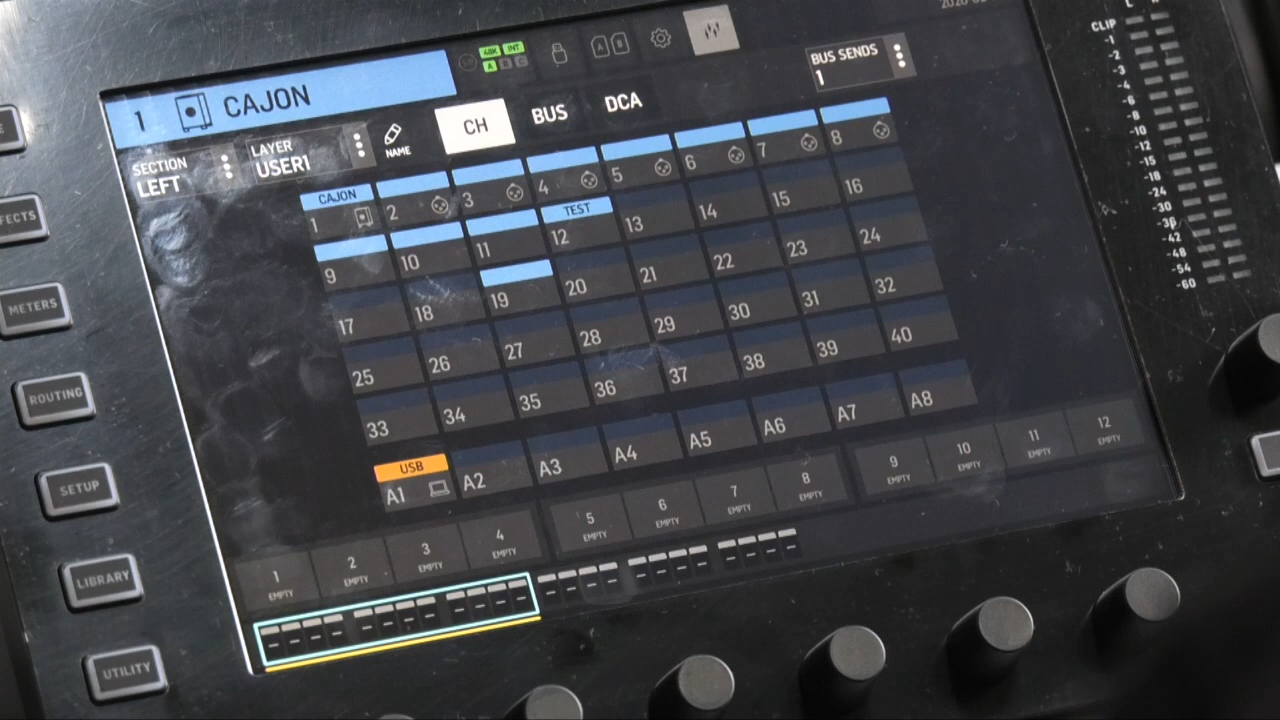 1 CAJON
48K INT
A B C
A B
SECTION
LEFT
LAYER
USER1
NAME
CH BUS DCA
BUS SENDS
1
CAJON
1 2 3 4 5 6 7 8
TEST
9 10 11 12 13 14 15 16
17 18 19 20 21 22 23 24
25 26 27 28 29 30 31 32
33 34 35 36 37 38 39 40
USB
A1 A2 A3 A4 A5 A6 A7 A8
1 2 3 4 5 6 7 8 9 10 11 12
EMPTY EMPTY EMPTY EMPTY EMPTY EMPTY EMPTY EMPTY EMPTY EMPTY EMPTY EMPTY
METERS
ROUTING
SETUP
LIBRARY
UTILITY
CLIP
-1
-2
-3
-4
-6
-8
-10
-12
-15
-18
-24
-30
-36
-42
-48
-54
-60